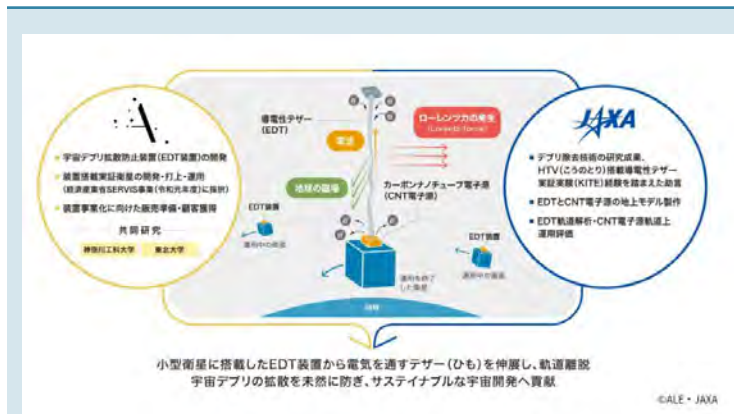 宇宙デブリ拡散防止装置(EDT装置)の開発
装置搭載実証衛星の開発・打上・運用
(経済産業省SERVIS事業(令和元年度)に採択)
装置事業化に向けた販売準備・顧客獲得
共同研究
神奈川工科大学
東北大学
導電性テザー
(EDT)
電流
ローレンツ力の発生
(Lorentz force)
地球の磁場
カーボンナノチューブ電子源
(CNT電子源)
EDT装置
運用中の衛星
EDT装置
運用中の衛星
運用を終了
した衛星
地球
JAXA
デブリ除去技術の研究成果、
HTV(こうのとり)搭載導電性テザー
実証実験(KITE)経験を踏まえた助言
EDTとCNT電子源の地上モデル製作
EDT軌道解析・CNT電子源軌道上
運用評価
小型衛星に搭載したEDT装置から電気を通すテザー(ひも)を伸展し、軌道離脱
宇宙デブリの拡散を未然に防ぎ、サステイナブルな宇宙開発へ貢献
©ALE・JAXA